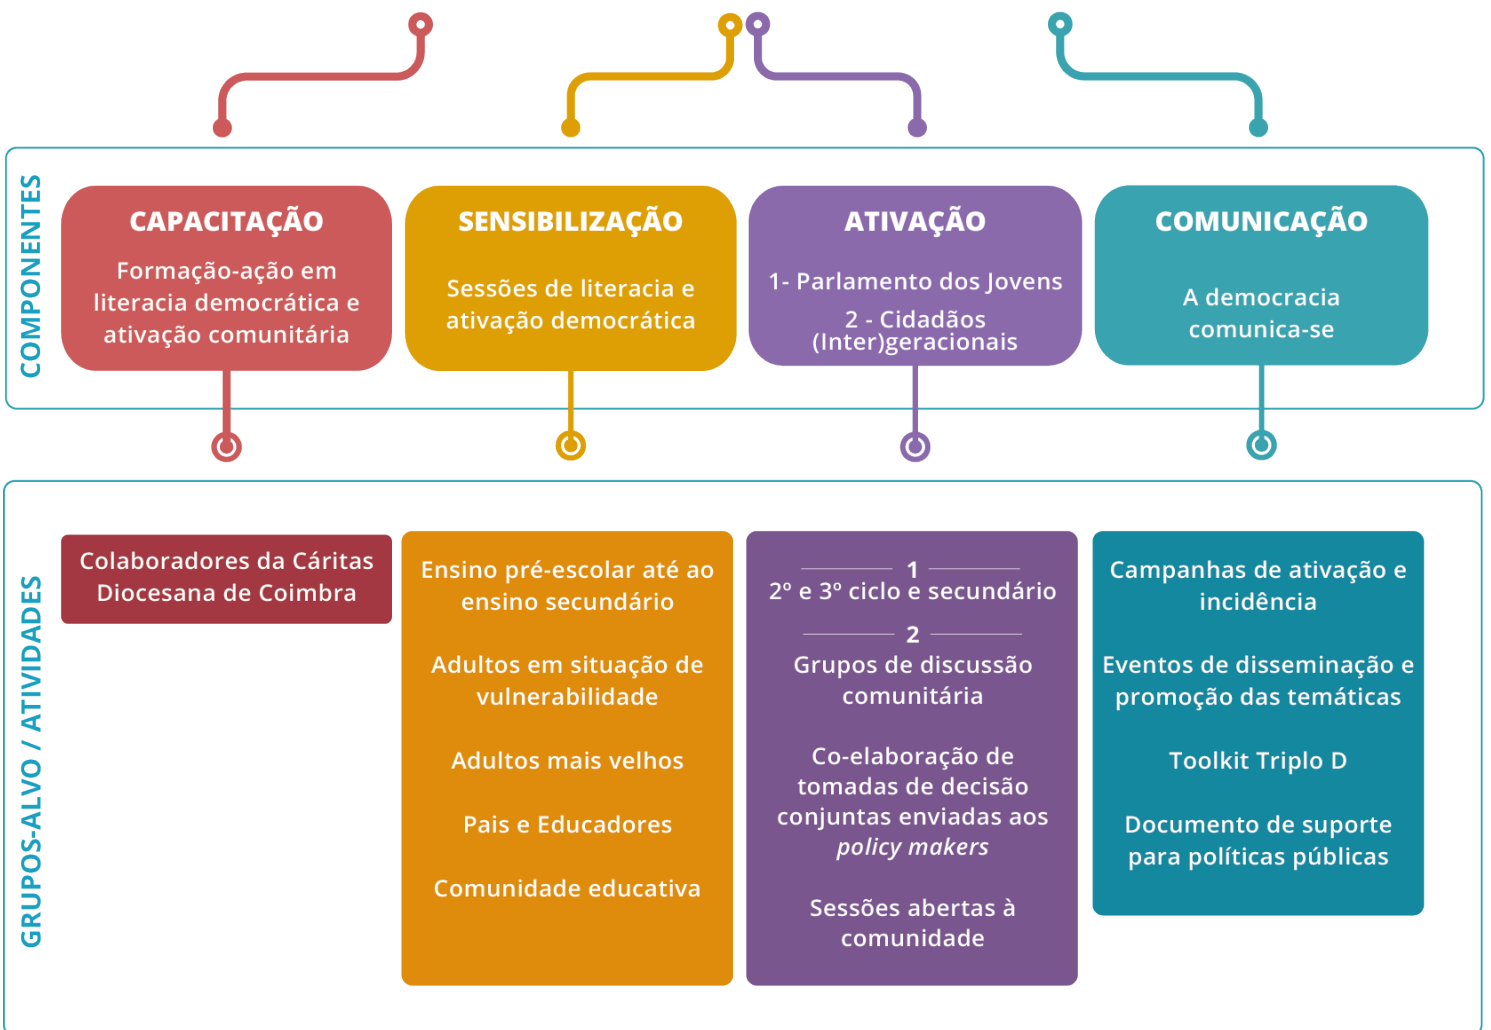 COMPONENTES
CAPACITAÇÃO
Formação-ação em
literacia democrática e
ativação comunitária
SENSIBILIZAÇÃO
Sessões de literacia e
ativação democrática
ATIVAÇÃO
1- Parlamento dos Jovens
2 - Cidadãos
(Inter)geracionais
COMUNICAÇÃO
A democracia
comunica-se
GRUPOS-ALVO / ATIVIDADES
Colaboradores da Cáritas
Diocesana de Coimbra
Ensino pré-escolar até ao
ensino secundário
Adultos em situação de
vulnerabilidade
Adultos mais velhos
Pais e Educadores
Comunidade educativa
1
2º e 3º ciclo e secundário
2
Grupos de discussão
comunitária
Co-elaboração de
tomadas de decisão
conjuntas enviadas aos
policy makers
Sessões abertas à
comunidade
Campanhas de ativação e
incidência
Eventos de disseminação e
promoção das temáticas
Toolkit Triplo D
Documento de suporte
para políticas públicas